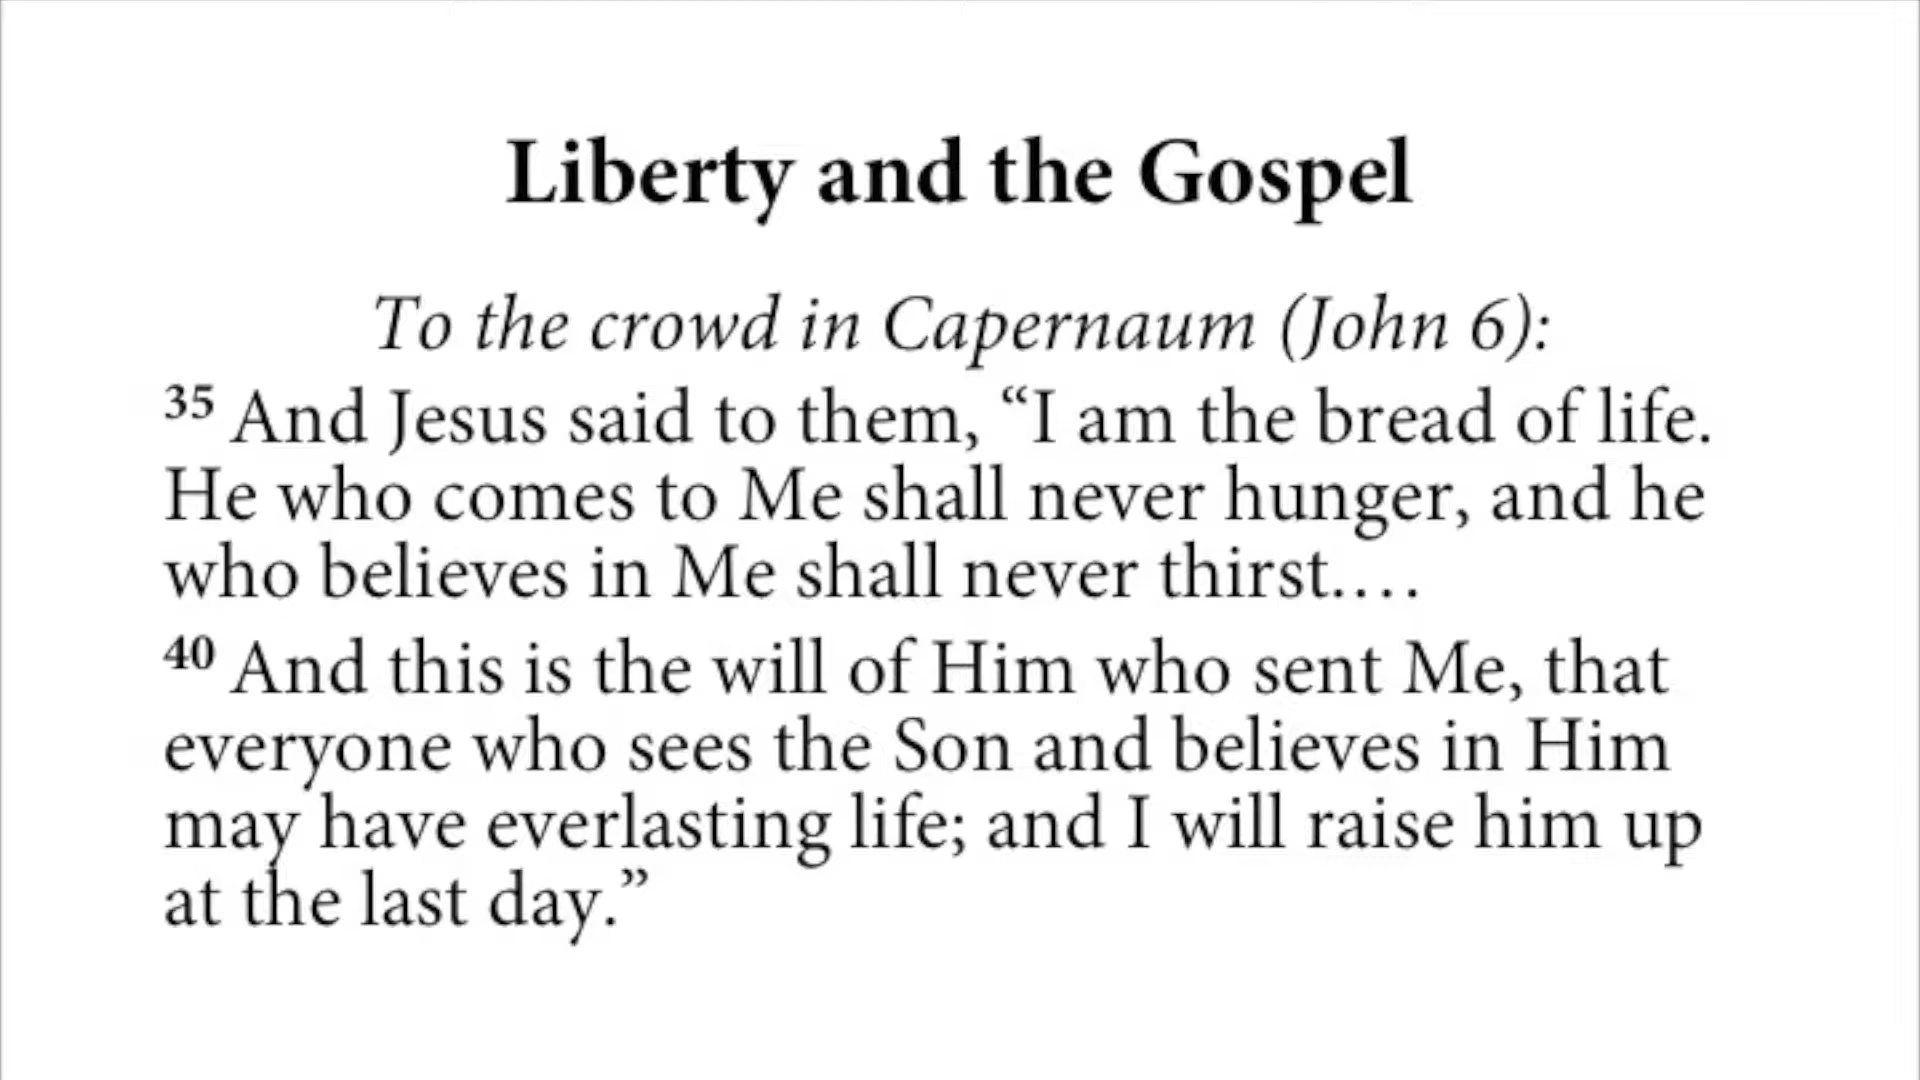 Liberty and the Gospel
To the crowd in Capernaum (John 6):
35 And Jesus said to them, “I am the bread of life.
He who comes to Me shall never hunger, and he
who believes in Me shall never thirst.…
40 And this is the will of Him who sent Me, that
everyone who sees the Son and believes in Him
may have everlasting life; and I will raise him up
at the last day.”